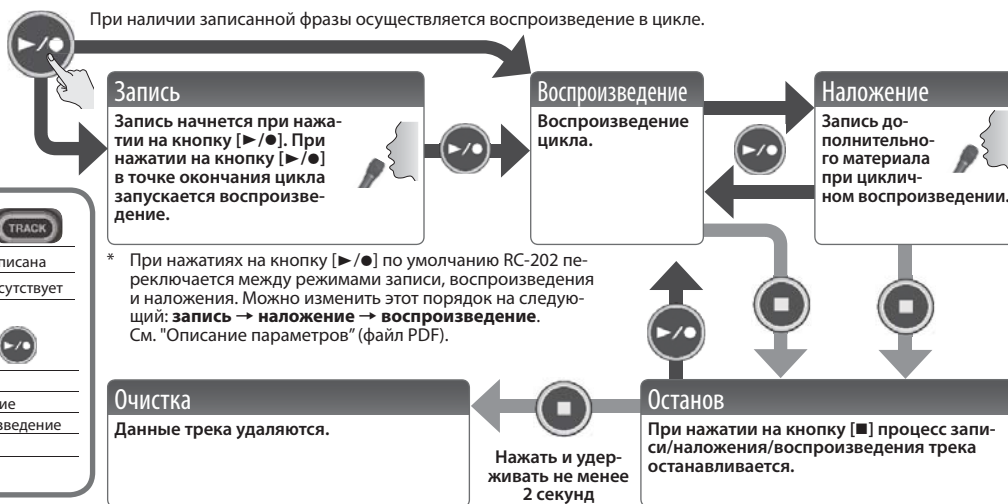 При наличии записанной фразы осуществляется воспроизведение в цикле.
Запись
Запись начнется при нажа-
тии на кнопку [►/●]. При
нажатии на кнопку [►/●]
в точке окончания цикла
запускается воспроизве-
дение.
Воспроизведение
Воспроизведение
цикла.
Наложение
Запись до-
полнительно-
го материала
при циклич-
ном воспроизведении.
TRACK
писана
сутствует
ие
зведение
* При нажатиях на кнопку [►/●] по умолчанию RC-202 пе-
реключается между режимами записи, воспроизведения
и наложения. Можно изменить этот порядок на следую-
щий: запись → наложение → воспроизведение.
См. "Описание параметров" (файл PDF).
Очистка
Данные трека удаляются.
Нажать и удер-
живать не менее
2 секунд
Останов
При нажатии на кнопку [■] процесс запи-
си/наложения/воспроизведения трека
останавливается.